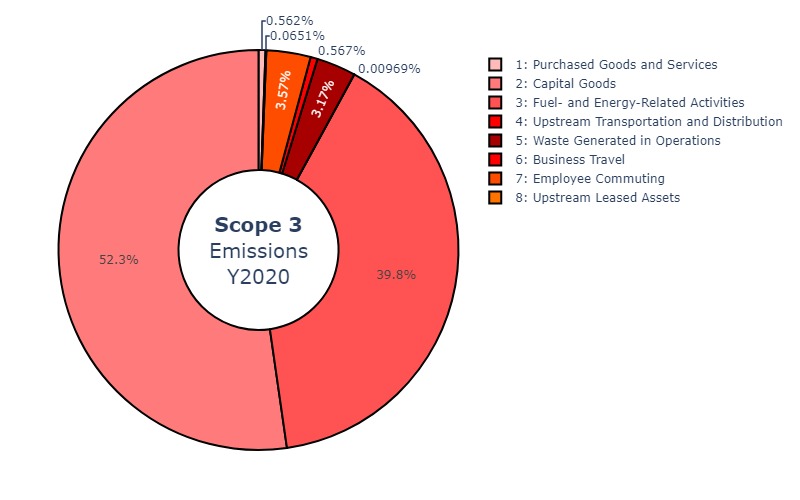 0.562%
0.0651%
0.567%
0.00969%
3.57%
3.17%
52.3%
39.8%
Scope 3
Emissions
Y2020
1: Purchased Goods and Services
2: Capital Goods
3: Fuel- and Energy-Related Activities
4: Upstream Transportation and Distribution
5: Waste Generated in Operations
6: Business Travel
7: Employee Commuting
8: Upstream Leased Assets